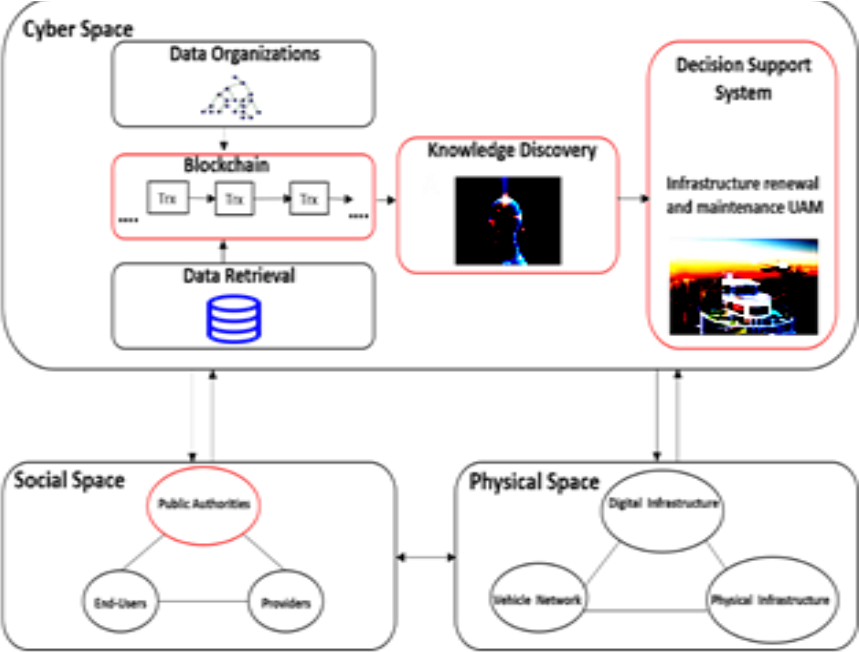 Cyber Space
Data Organizations
Blockchain
Trx
Trx
Trx
....
....
Data Retrieval
Knowledge Discovery
Decision Support
System
Infrastructure renewal
and maintenance UAM
Social Space
Public Authorities
End-Users
Providers
Physical Space
Digital Infrastructure
Vehicle Network
Physical Infrastructure